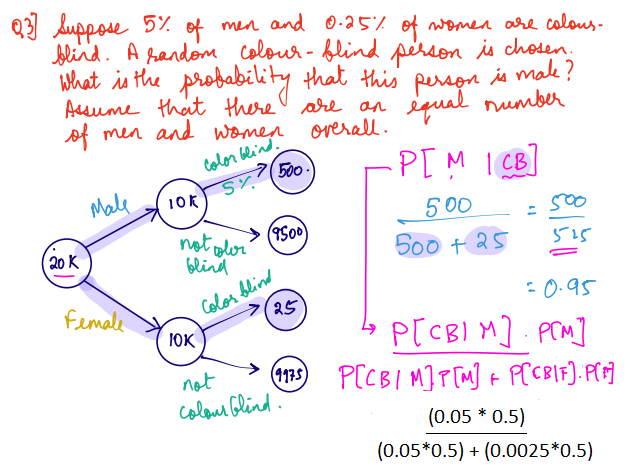 Q3] Suppose 5% of men and 0.25% of women are colour-
blind. A random colour-blind person is chosen.
What is the probability that this person is male?
Assume that there are an equal number
of men and women overall.
color blind.
5%
500.
Male
10K
not color
blind
9500
20K
Female
color blind
25
10K
not
colourblind.
9975
P[M | CB]
500
500 + 25
= 500
525
= 0.95
P[CB| M] . P[M]
P[CB| M] P[M] + P[CB|F].P[F]
(0.05 * 0.5)
(0.05*0.5) + (0.0025*0.5)